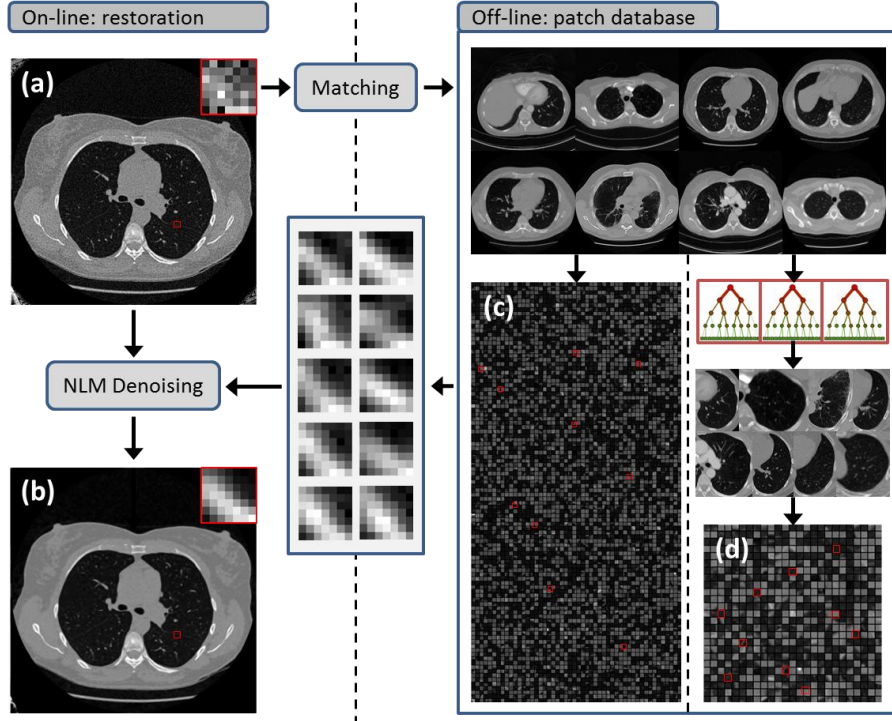 On-line: restoration
Off-line: patch database
(a)
Matching
(c)
NLM Denoising
(b)
(d)